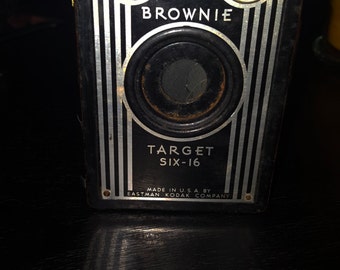 BROWNIE
TARGET
SIX-16
MADE IN U.S.A. BY
EASTMAN KODAK COMPANY